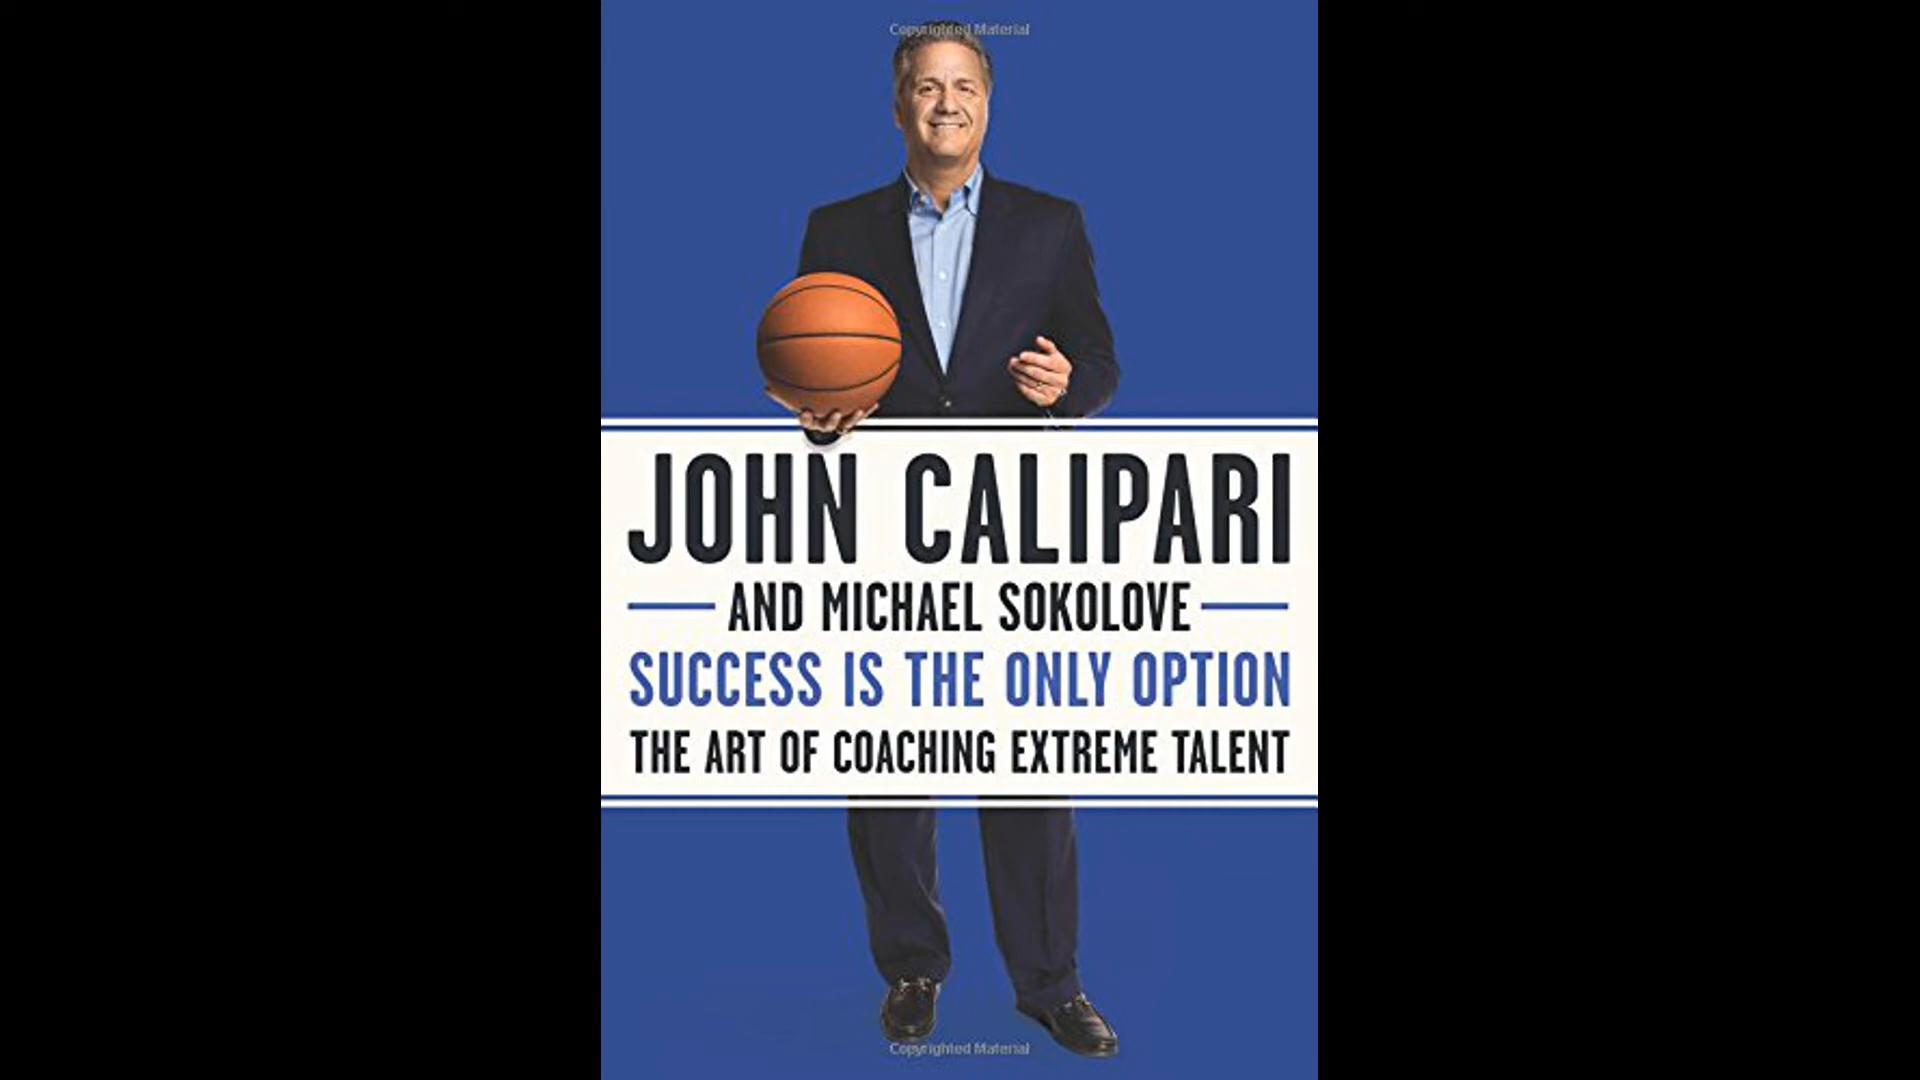 Copyrighted Material
JOHN CALIPARI
AND MICHAEL SOKOLOVE
SUCCESS IS THE ONLY OPTION
THE ART OF COACHING EXTREME TALENT
Copyrighted Material